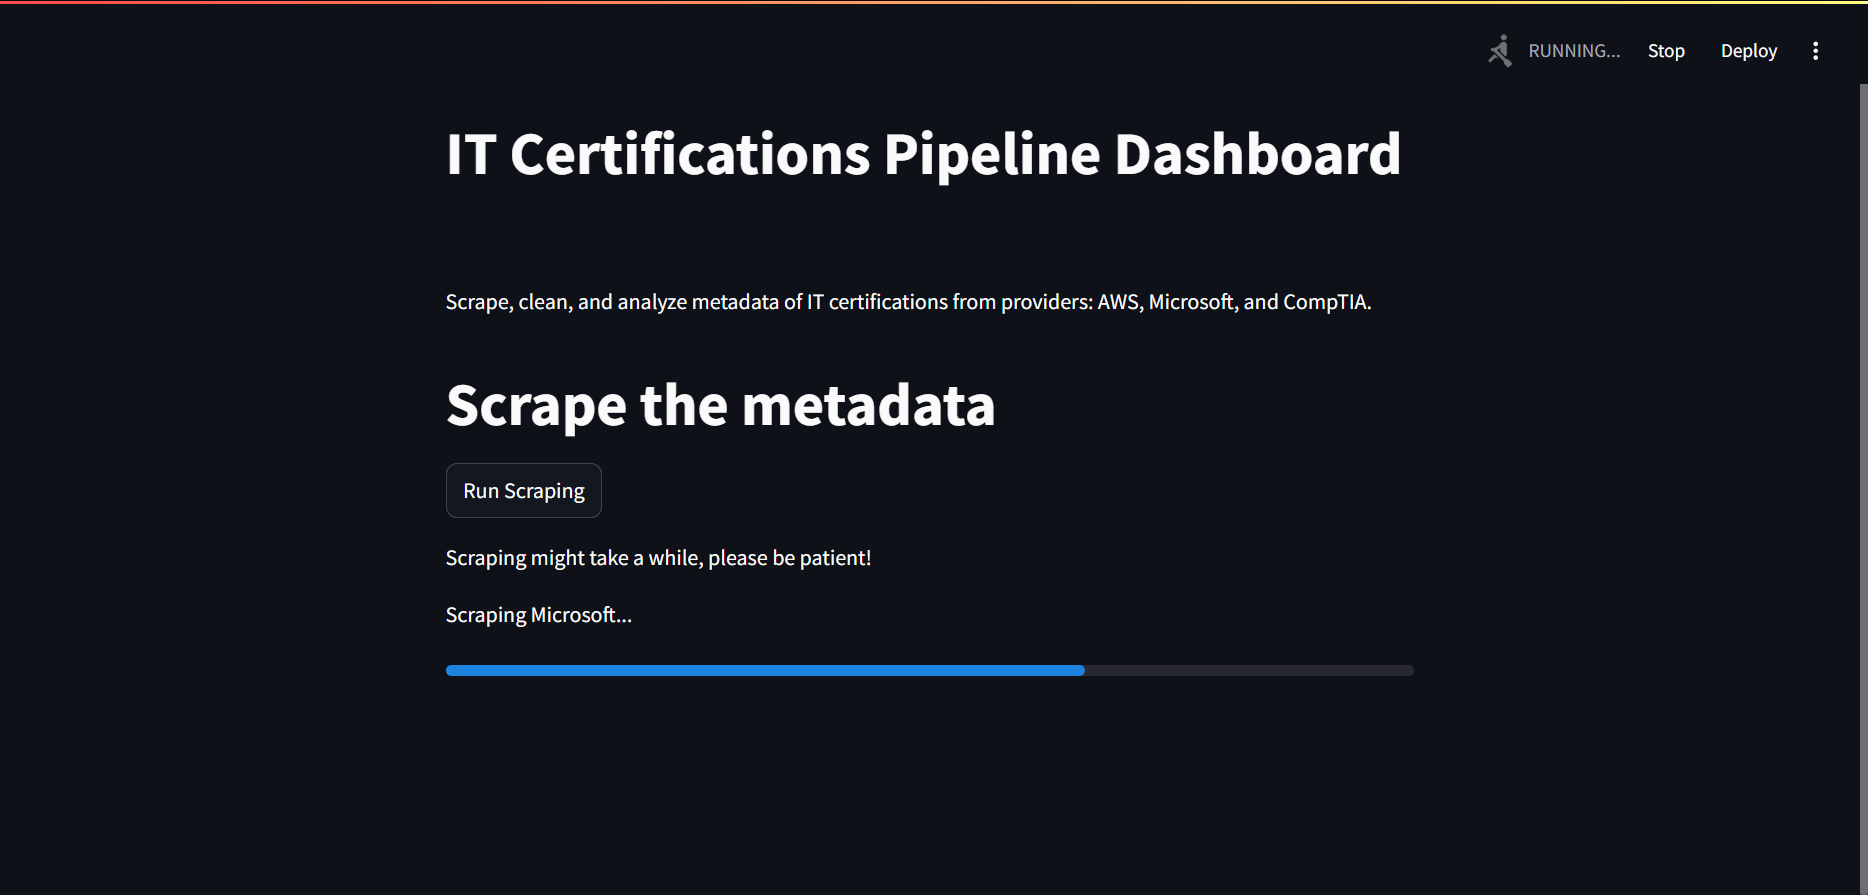 RUNNING... Stop Deploy
IT Certifications Pipeline Dashboard
Scrape, clean, and analyze metadata of IT certifications from providers: AWS, Microsoft, and CompTIA.
Scrape the metadata
Run Scraping
Scraping might take a while, please be patient!
Scraping Microsoft...